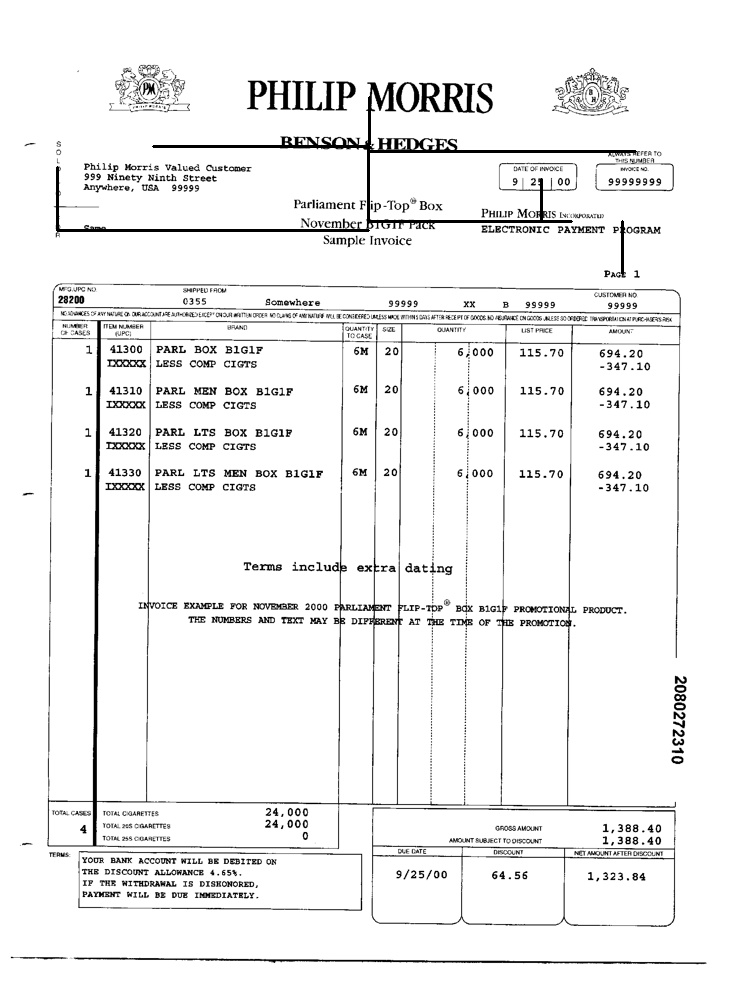 PM
PHILIP MORRIS
PHILIP MORRIS
B H
BENSON & HEDGES
SOLD
Philip Morris Valued Customer
999 Ninety Ninth Street
Anywhere, USA 99999
Same
Parliament Flip-Top® Box
November B1G1F Pack
Sample Invoice
ALWAYS REFER TO
THIS NUMBER
DATE OF INVOICE INVOICE NO.
9 25 00 99999999
PHILIP MORRIS INCORPORATED
ELECTRONIC PAYMENT PROGRAM
PAGE 1
MFG.UPC NO. SHIPPED FROM CUSTOMER NO
28200 0355 Somewhere 99999 XX B 99999 99999
NO ADVANCES OF ANY NATURE ON OUR ACCOUNT ARE AUTHORIZED EXCEPT ON OUR WRITTEN ORDER. NO CLAIMS OF ANY NATURE WILL BE CONSIDERED UNLESS MADE WITHIN 5 DAYS AFTER RECEIPT OF GOODS. NO INSURANCE ON GOODS UNLESS SO ORDERED. TRANSPORTATION AT PURCHASER'S RISK
NUMBER OF CASES ITEM NUMBER (UPC) BRAND QUANTITY TO CASE SIZE QUANTITY LIST PRICE AMOUNT
1 41300 PARL BOX B1G1F 6M 20 6,000 115.70 694.20
IXXXXX LESS COMP CIGTS -347.10
1 41310 PARL MEN BOX B1G1F 6M 20 6,000 115.70 694.20
IXXXXX LESS COMP CIGTS -347.10
1 41320 PARL LTS BOX B1G1F 6M 20 6,000 115.70 694.20
IXXXXX LESS COMP CIGTS -347.10
1 41330 PARL LTS MEN BOX B1G1F 6M 20 6,000 115.70 694.20
IXXXXX LESS COMP CIGTS -347.10
Terms include extra dating
INVOICE EXAMPLE FOR NOVEMBER 2000 PARLIAMENT FLIP-TOP® BOX B1G1F PROMOTIONAL PRODUCT.
THE NUMBERS AND TEXT MAY BE DIFFERENT AT THE TIME OF THE PROMOTION.
2080272310
TOTAL CASES TOTAL CIGARETTES 24,000
4 TOTAL 20S CIGARETTES 24,000
TOTAL 25S CIGARETTES 0
GROSS AMOUNT 1,388.40
AMOUNT SUBJECT TO DISCOUNT 1,388.40
TERMS:
YOUR BANK ACCOUNT WILL BE DEBITED ON
THE DISCOUNT ALLOWANCE 4.65%.
IF THE WITHDRAWAL IS DISHONORED,
PAYMENT WILL BE DUE IMMEDIATELY.
DUE DATE DISCOUNT NET AMOUNT AFTER DISCOUNT
9/25/00 64.56 1,323.84